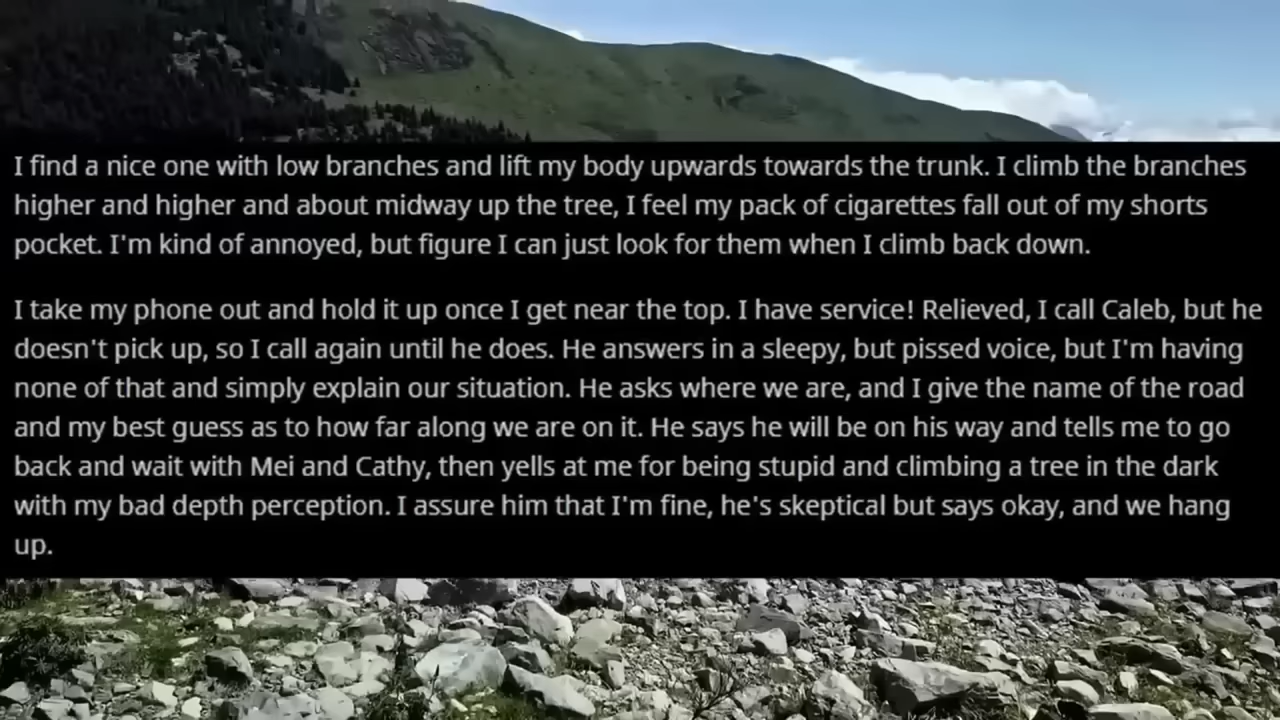 I find a nice one with low branches and lift my body upwards towards the trunk. I climb the branches
higher and higher and about midway up the tree, I feel my pack of cigarettes fall out of my shorts
pocket. I'm kind of annoyed, but figure I can just look for them when I climb back down.
I take my phone out and hold it up once I get near the top. I have service! Relieved, I call Caleb, but he
doesn't pick up, so I call again until he does. He answers in a sleepy, but pissed voice, but I'm having
none of that and simply explain our situation. He asks where we are, and I give the name of the road
and my best guess as to how far along we are on it. He says he will be on his way and tells me to go
back and wait with Mei and Cathy, then yells at me for being stupid and climbing a tree in the dark
with my bad depth perception. I assure him that I'm fine, he's skeptical but says okay, and we hang
up.